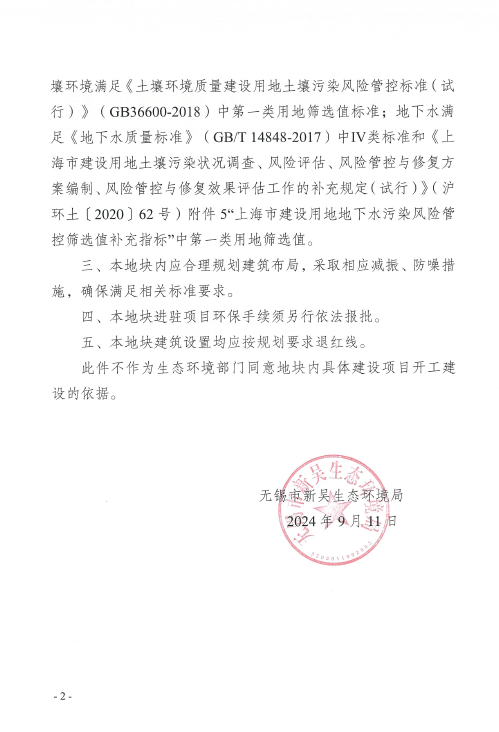 壤环境满足《土壤环境质量建设用地土壤污染风险管控标准（试
行）》（GB36600-2018）中第一类用地筛选值标准；地下水满
足《地下水质量标准》（GB/T 14848-2017）中IV类标准和《上
海市建设用地土壤污染状况调查、风险评估、风险管控与修复方
案编制、风险管控与修复效果评估工作的补充规定（试行）》（沪
环土〔2020〕62 号）附件 5“上海市建设用地地下水污染风险管
控筛选值补充指标”中第一类用地筛选值。
三、本地块内应合理规划建筑布局，采取相应减振、防噪措
施，确保满足相关标准要求。
四、本地块进驻项目环保手续须另行依法报批。
五、本地块建筑设置均应按规划要求退红线。
此件不作为生态环境部门同意地块内具体建设项目开工建
设的依据。
无锡市新吴生态环境局
2024 年 9 月 11 日
无锡市新吴生态环境局
- 2 -